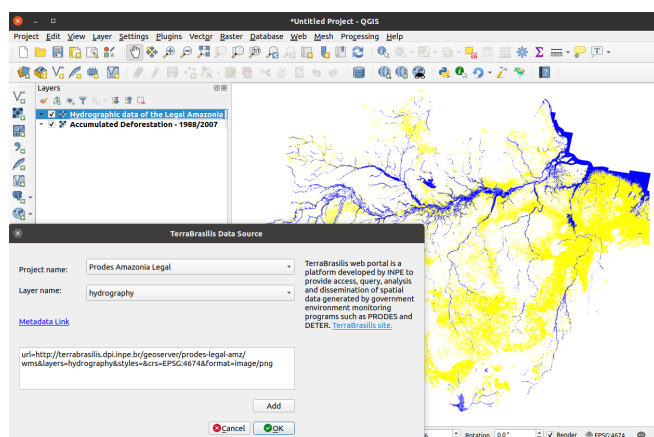 *Untitled Project - QGIS
Project Edit View Layer Settings Plugins Vector Raster Database Web Mesh Processing Help
Layers
Hydrographic data of the Legal Amazonia
Accumulated Deforestation - 1988/2007
TerraBrasilis Data Source
Project name:
Prodes Amazonia Legal
Layer name:
hydrography
Metadata Link
TerraBrasilis web portal is a
platform developed by INPE to
provide access, query, analysis
and dissemination of spatial
data generated by government
environment monitoring
programs such as PRODES and
DETER. TerraBrasilis site.
url=http://terrabrasilis.dpi.inpe.br/geoserver/prodes-legal-amz/
wms&layers=hydrography&styles=&crs=EPSG:4674&format=image/png
Add
Cancel
OK
% Rotation 0.0 ° Render EPSG:4674